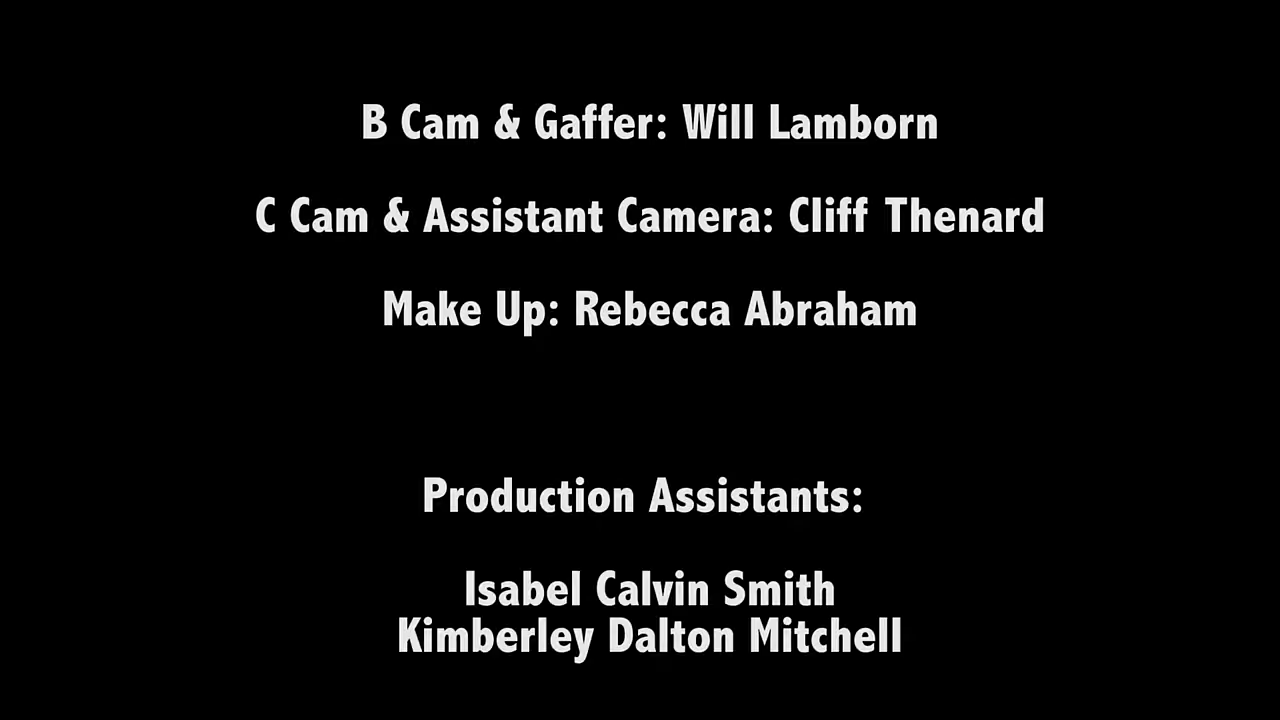 B Cam & Gaffer: Will Lamborn
C Cam & Assistant Camera: Cliff Thenard
Make Up: Rebecca Abraham
Production Assistants:
Isabel Calvin Smith
Kimberley Dalton Mitchell